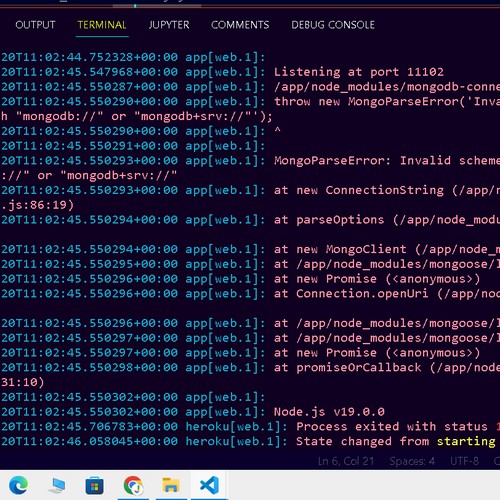 OUTPUT TERMINAL JUPYTER COMMENTS DEBUG CONSOLE
20T11:02:44.752328+00:00 app[web.1]:
20T11:02:45.547968+00:00 app[web.1]: Listening at port 11102
20T11:02:45.550287+00:00 app[web.1]: /app/node_modules/mongodb-conne
20T11:02:45.550290+00:00 app[web.1]: throw new MongoParseError('Inva
h "mongodb://" or "mongodb+srv://"');
20T11:02:45.550290+00:00 app[web.1]: ^
20T11:02:45.550291+00:00 app[web.1]:
20T11:02:45.550293+00:00 app[web.1]: MongoParseError: Invalid scheme
://" or "mongodb+srv://"
20T11:02:45.550293+00:00 app[web.1]: at new ConnectionString (/app/n
.js:86:19)
20T11:02:45.550294+00:00 app[web.1]: at parseOptions (/app/node_modu
20T11:02:45.550294+00:00 app[web.1]: at new MongoClient (/app/node_m
20T11:02:45.550295+00:00 app[web.1]: at /app/node_modules/mongoose/l
20T11:02:45.550296+00:00 app[web.1]: at new Promise (<anonymous>)
20T11:02:45.550296+00:00 app[web.1]: at Connection.openUri (/app/nod
20T11:02:45.550296+00:00 app[web.1]: at /app/node_modules/mongoose/l
20T11:02:45.550297+00:00 app[web.1]: at /app/node_modules/mongoose/l
20T11:02:45.550297+00:00 app[web.1]: at new Promise (<anonymous>)
20T11:02:45.550298+00:00 app[web.1]: at promiseOrCallback (/app/node
31:10)
20T11:02:45.550302+00:00 app[web.1]:
20T11:02:45.550302+00:00 app[web.1]: Node.js v19.0.0
20T11:02:45.706783+00:00 heroku[web.1]: Process exited with status 1
20T11:02:46.058045+00:00 heroku[web.1]: State changed from starting
Ln 6, Col 21 Spaces: 4 UTF-8 C